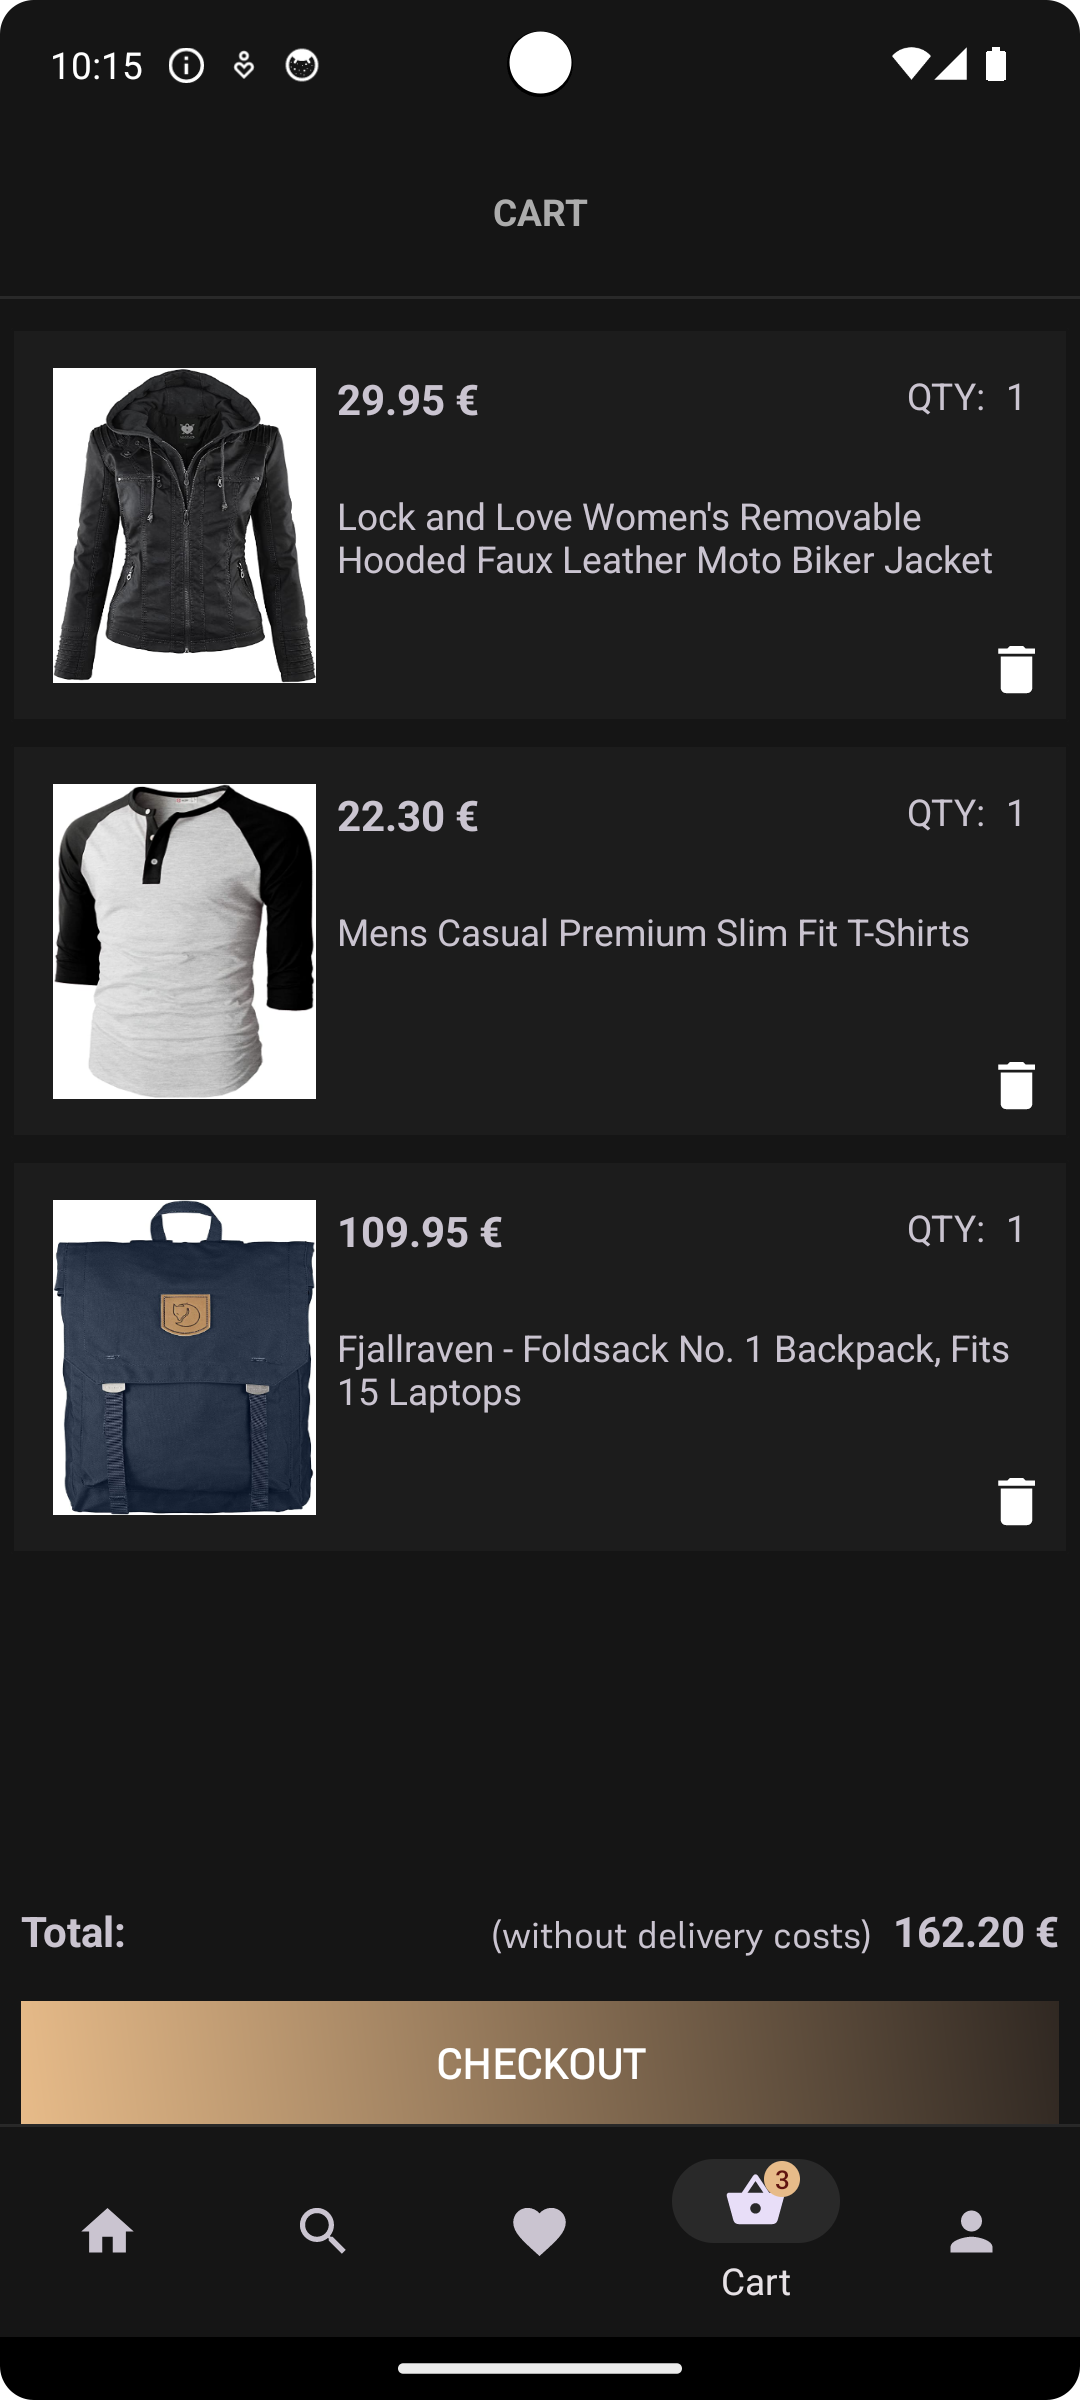 10:15
CART
29.95 €
QTY: 1
Lock and Love Women's Removable
Hooded Faux Leather Moto Biker Jacket
22.30 €
QTY: 1
Mens Casual Premium Slim Fit T-Shirts
109.95 €
QTY: 1
Fjallraven - Foldsack No. 1 Backpack, Fits
15 Laptops
Total:
(without delivery costs) 162.20 €
CHECKOUT
3
Cart